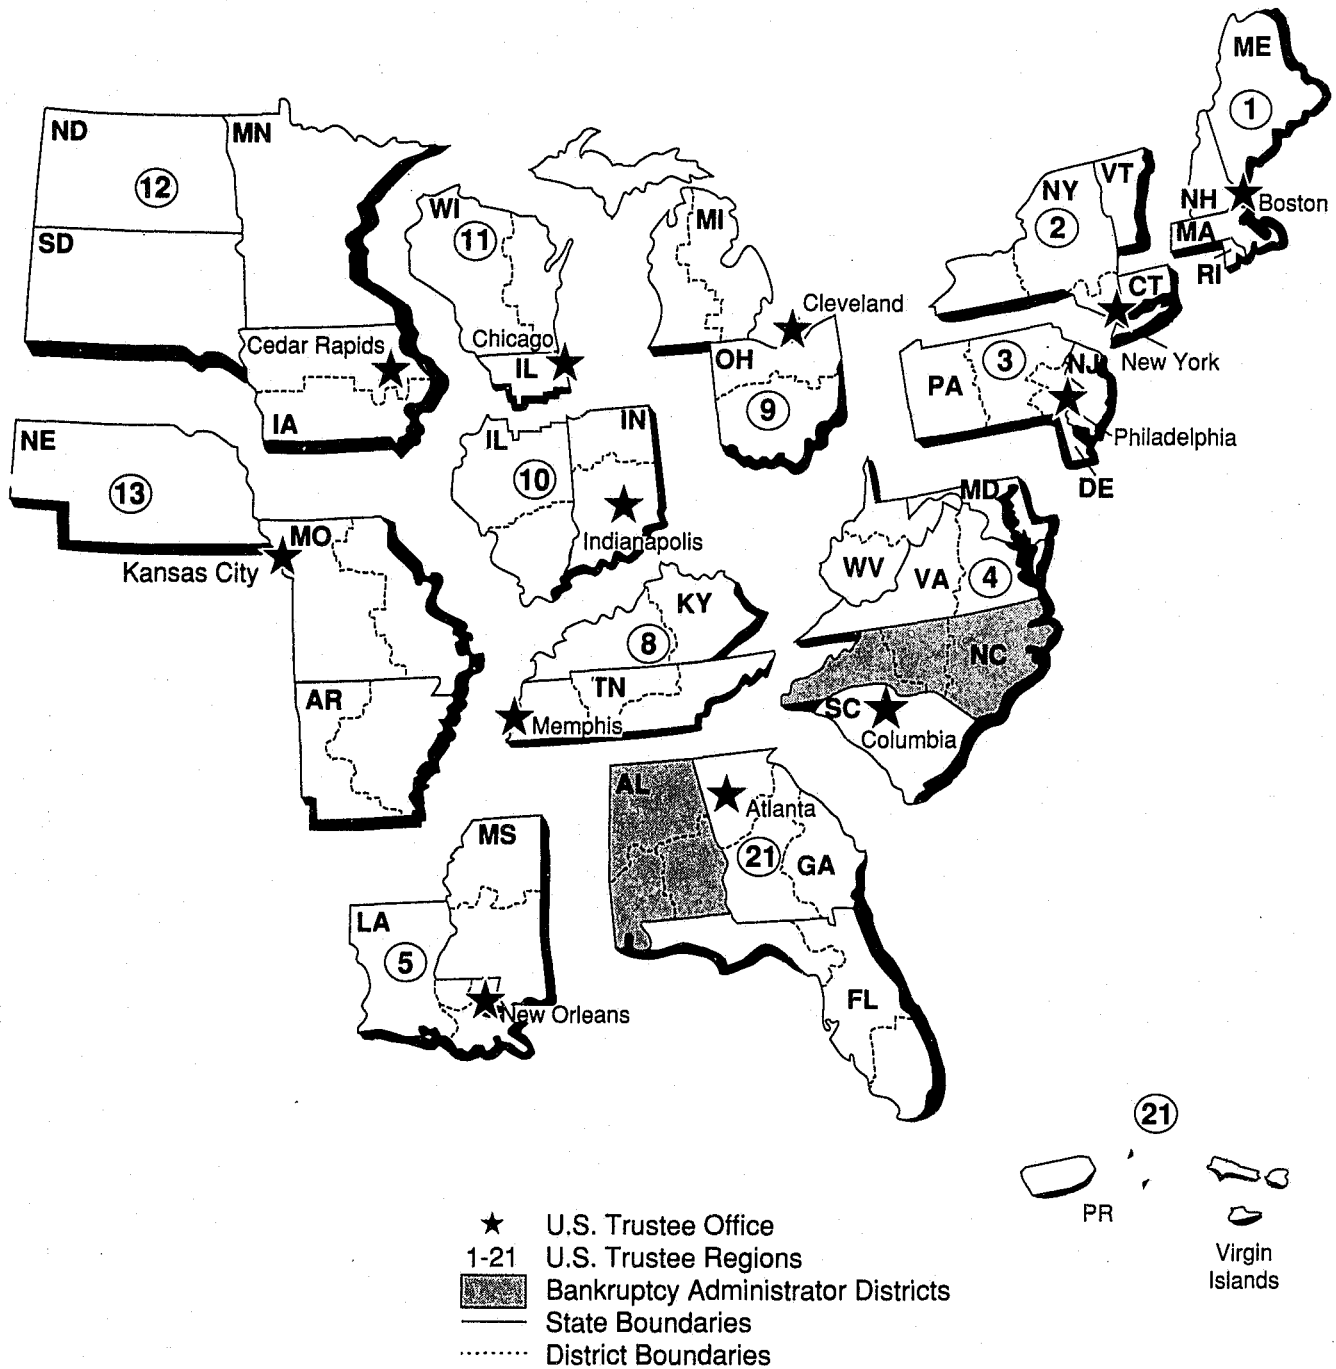 ME
1
ND
MN
12
SD
VT
NY
2
NH
Boston
MA
RI
WI
11
MI
CT
Cleveland
New York
Cedar Rapids
Chicago
IL
OH
9
3
NJ
PA
Philadelphia
DE
IA
NE
13
IL
IN
10
Indianapolis
MD
WV
VA
4
MO
Kansas City
KY
8
NC
TN
Memphis
AR
SC
Columbia
AL
Atlanta
21
GA
MS
LA
5
New Orleans
FL
21
PR
Virgin
Islands
U.S. Trustee Office
1-21 U.S. Trustee Regions
Bankruptcy Administrator Districts
State Boundaries
District Boundaries